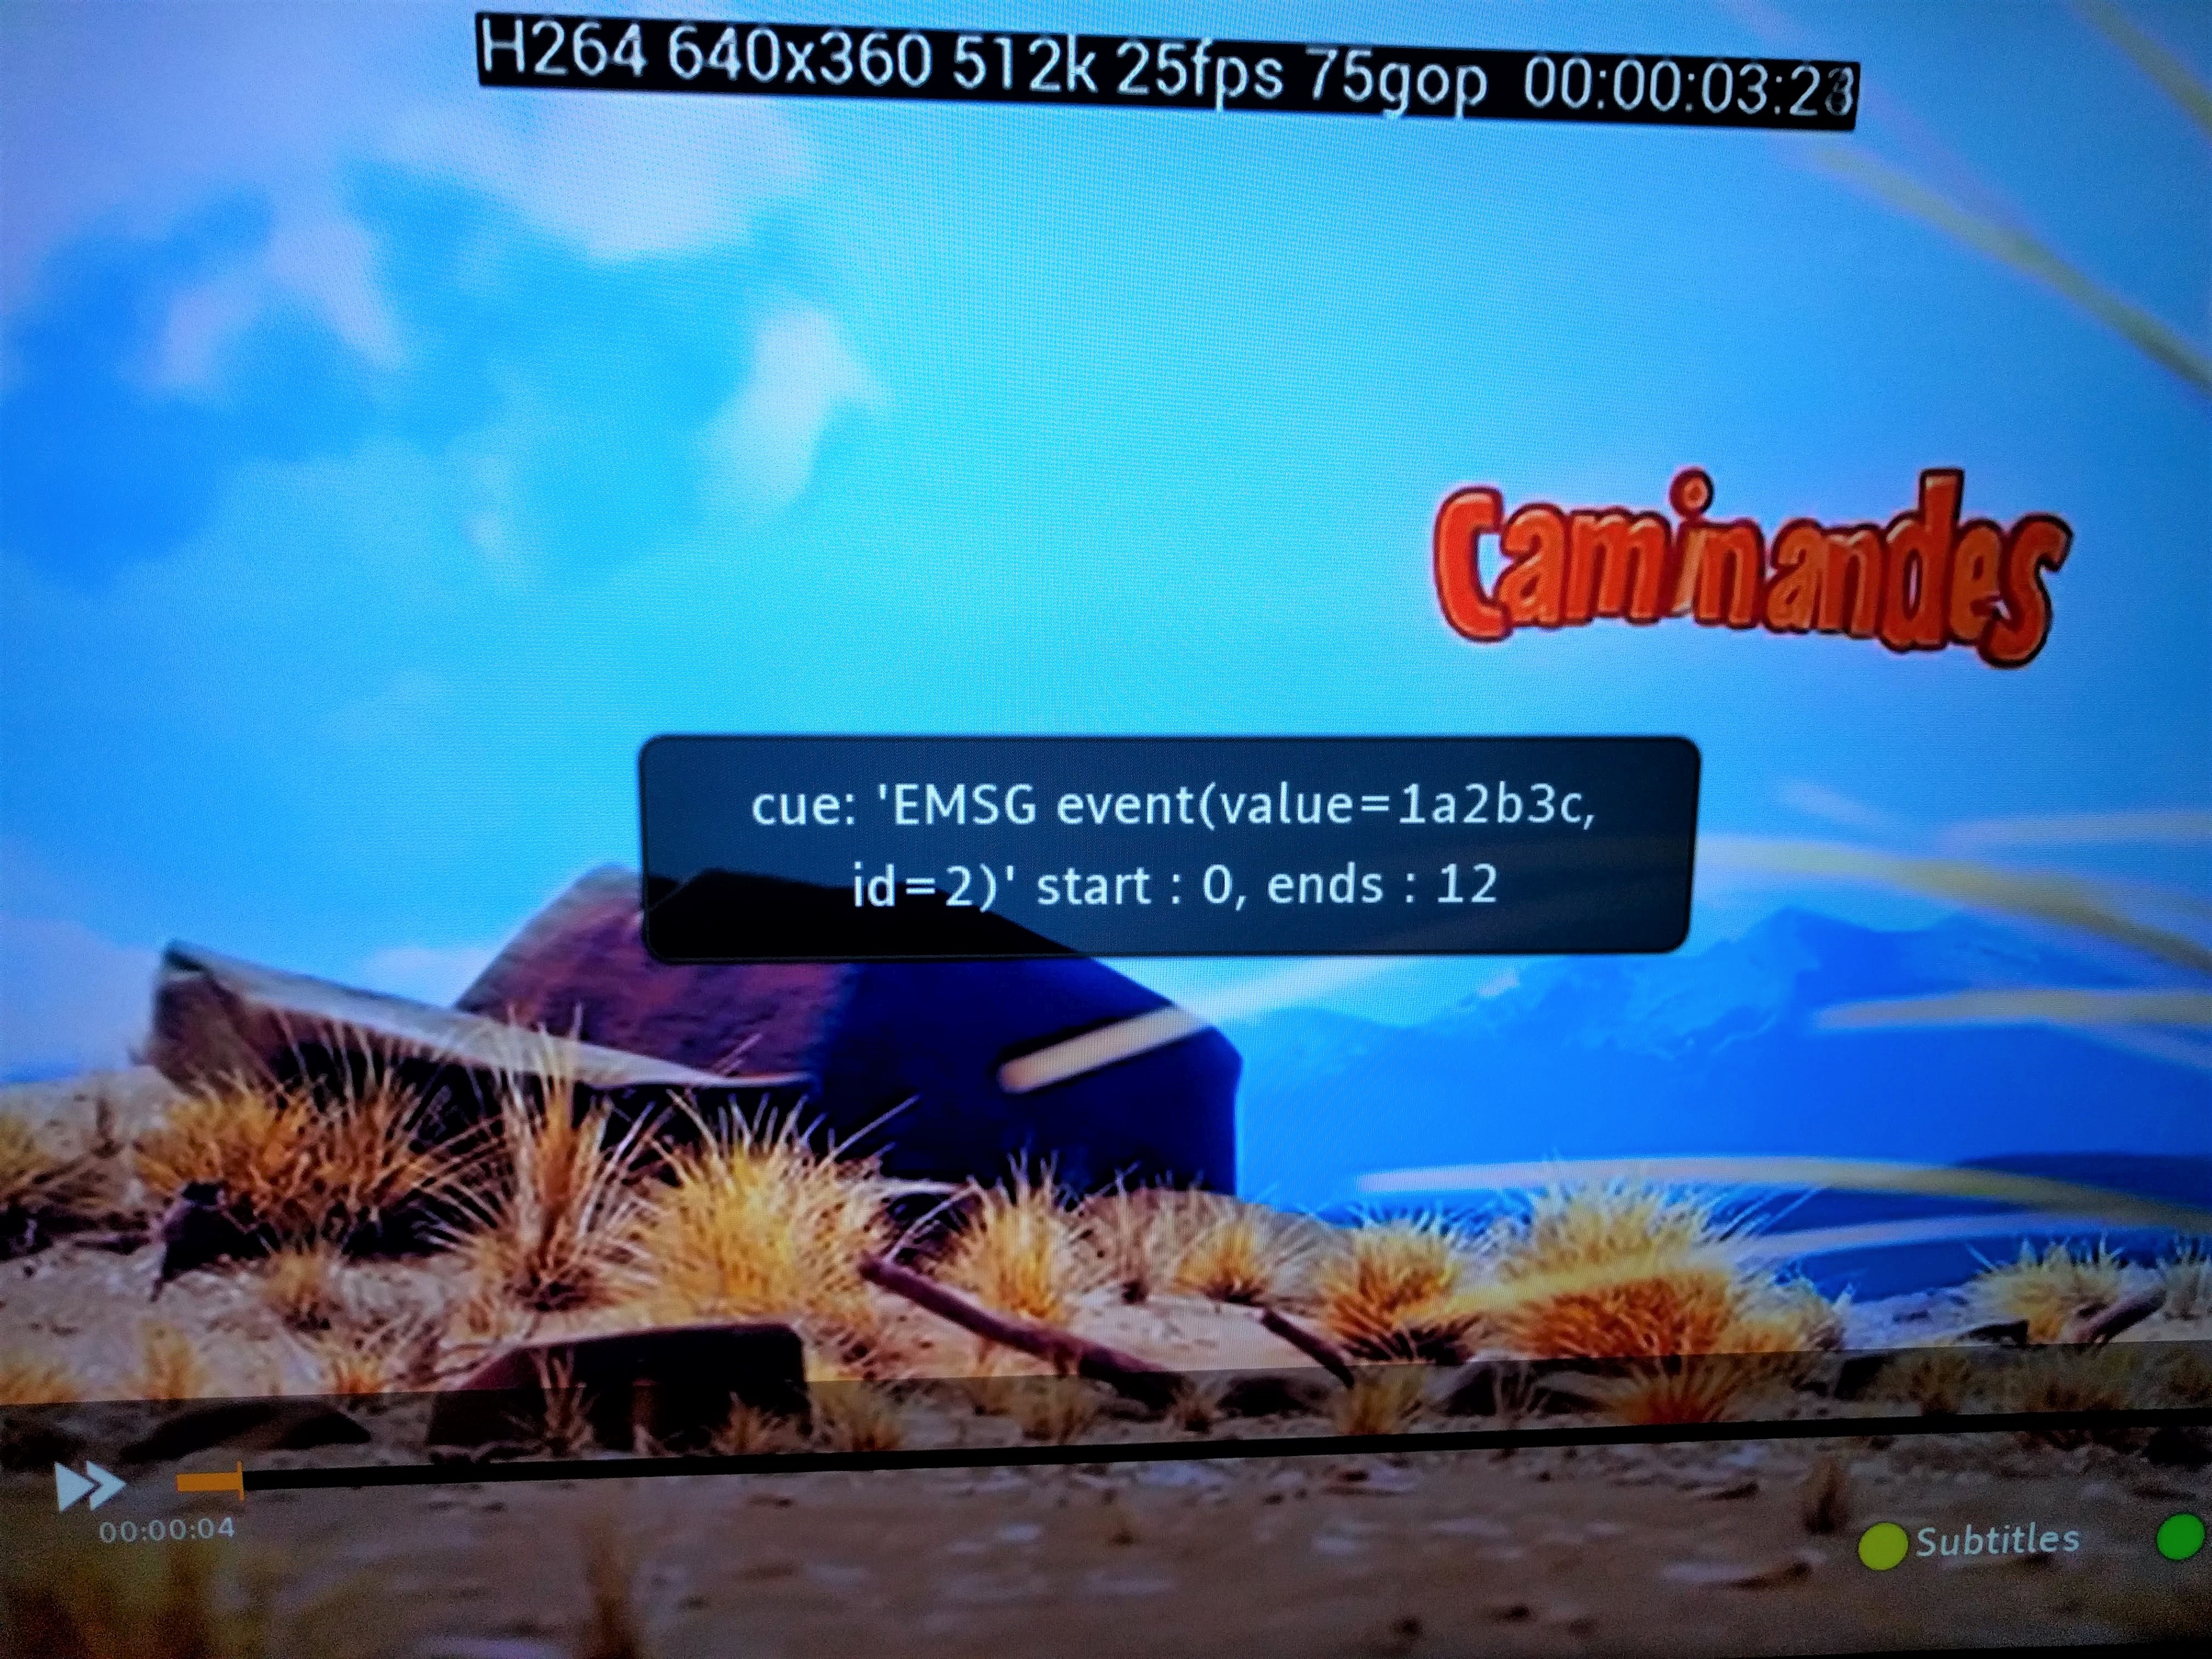 H264 640x360 512k 25fps 75gop
Caminandes
cue: 'EMSG event(value=1a2b3c,
id=2)' start : 0, ends : 12
00:00:04
Subtitles